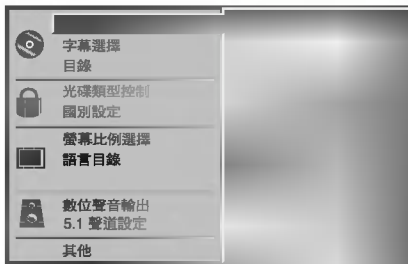 字幕選擇
目錄
光碟類型控制
國別設定
螢幕比例選擇
語言目錄
數位聲音輸出
5.1 聲道設定
其他